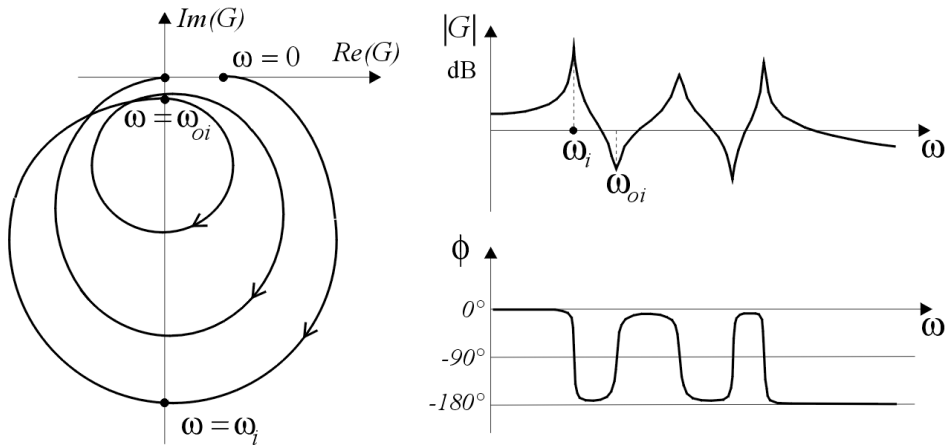 Im(G)
ω = 0
Re(G)
ω = ω_oi
ω = ω_i
|G|
dB
ω_i
ω_oi
ω
ϕ
0°
-90°
-180°
ω